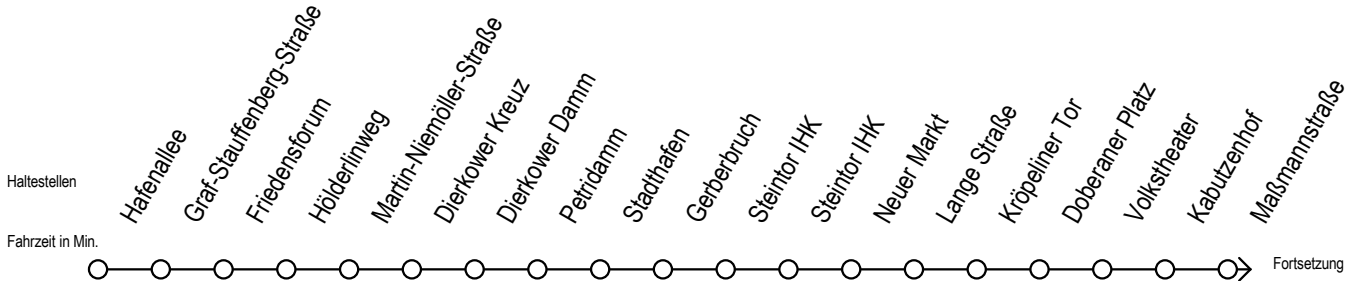 Haltestellen
Hafenallee
Graf-Stauffenberg-Straße
Friedensforum
Hölderlinweg
Martin-Niemöller-Straße
Dierkower Kreuz
Dierkower Damm
Petridamm
Stadthafen
Gerberbruch
Steintor IHK
Steintor IHK
Neuer Markt
Lange Straße
Kröpeliner Tor
Doberaner Platz
Volkstheater
Kabutzenhof
Maßmannstraße
Fahrzeit in Min.
Fortsetzung